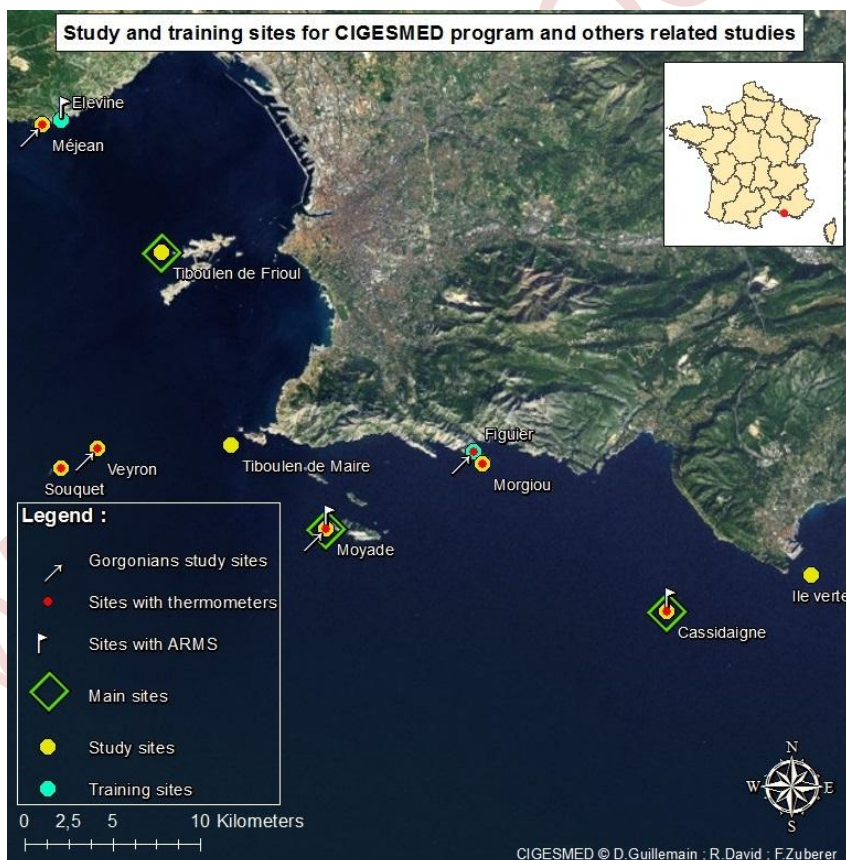 Study and training sites for CIGESMED program and others related studies
Elevine
Méjean
Tiboulen de Frioul
Figuier
Veyron
Tiboulen de Maire
Morgiou
Souquet
Legend :
Moyade
Gorgonians study sites
Ile verte
Sites with thermometers
Cassidaigne
Sites with ARMS
Main sites
Study sites
Training sites
N
W E
S
0 2,5 10 Kilometers
CIGESMED © D.Guillemain : R.David : F.Zuberer